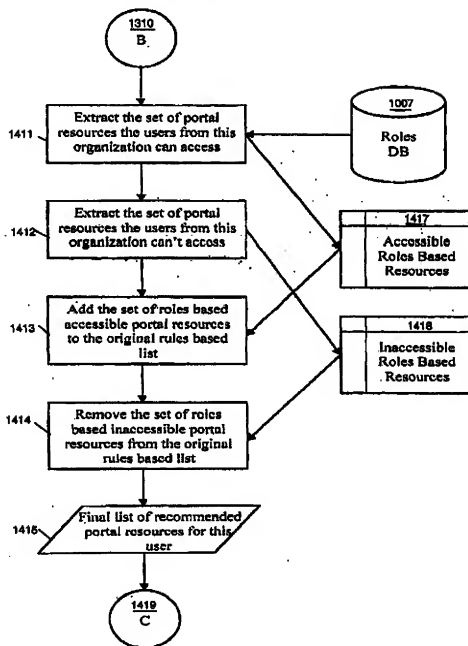 1310
B
1411
Extract the set of portal
resources the users from this
organization can access
1007
Roles
DB
1412
Extract the set of portal
resources the users from this
organization can't access
1417
Accessible
Roles Based
Resources
1413
Add the set of roles based
accessible portal resources
to the original rules based
list
1418
Inaccessible
Roles Based
Resources
1414
Remove the set of roles
based inaccessible portal
resources from the original
rules based list
1415
Final list of recommended
portal resources for this
user
1419
C